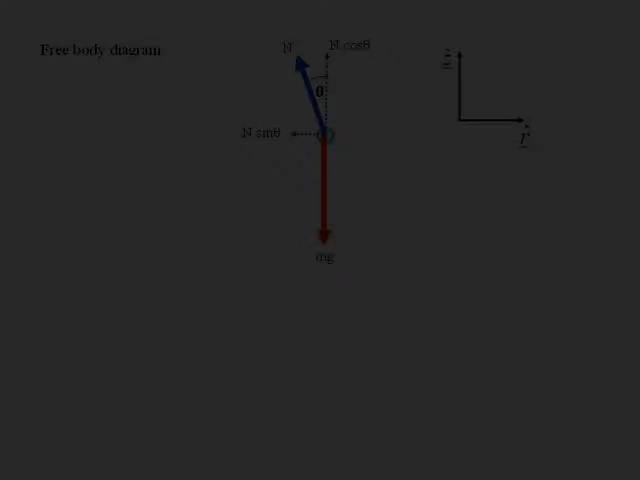 Free body diagram
N
N cosθ
θ
N sinθ
mg
z
r